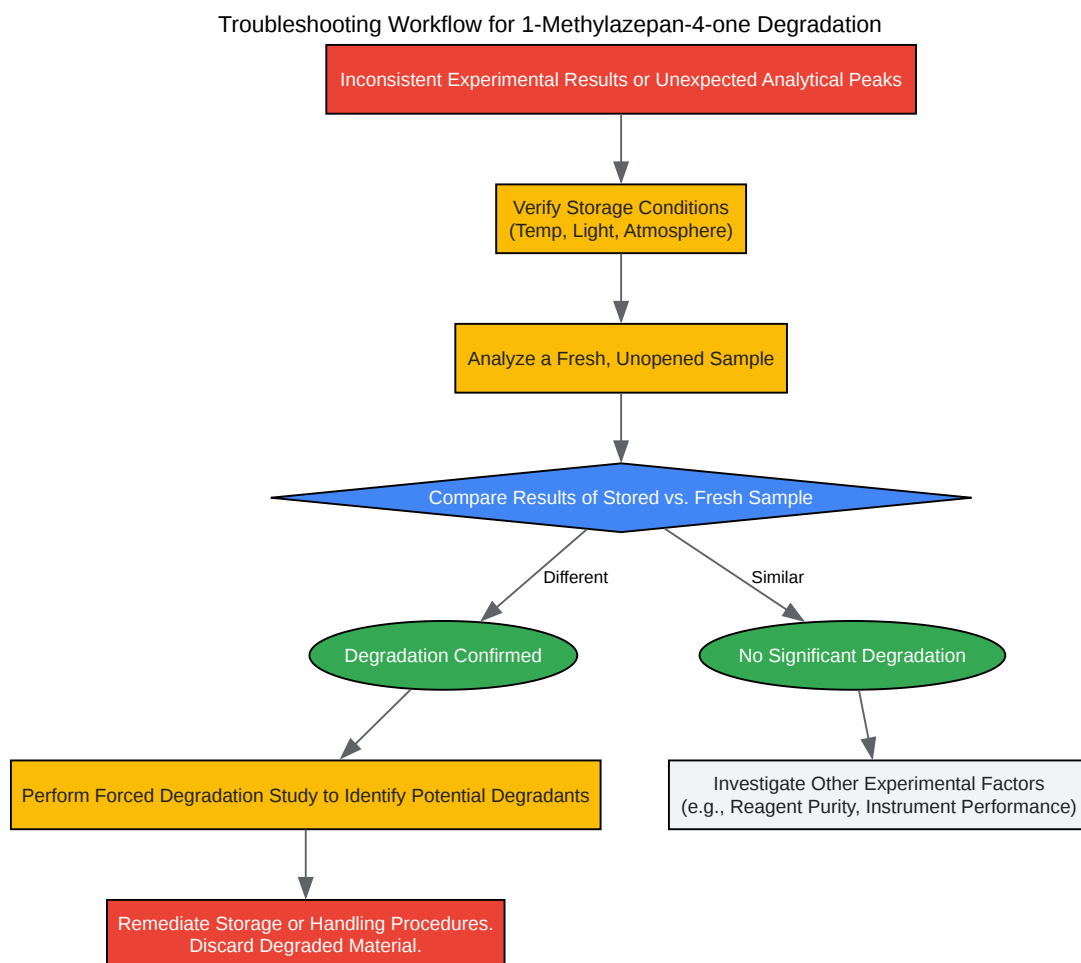 Troubleshooting Workflow for 1-Methylazepan-4-one Degradation
Inconsistent Experimental Results or Unexpected Analytical Peaks
Verify Storage Conditions
(Temp, Light, Atmosphere)
Analyze a Fresh, Unopened Sample
Compare Results of Stored vs. Fresh Sample
Different
Similar
Degradation Confirmed
No Significant Degradation
Perform Forced Degradation Study to Identify Potential Degradants
Investigate Other Experimental Factors
(e.g., Reagent Purity, Instrument Performance)
Remediate Storage or Handling Procedures.
Discard Degraded Material.